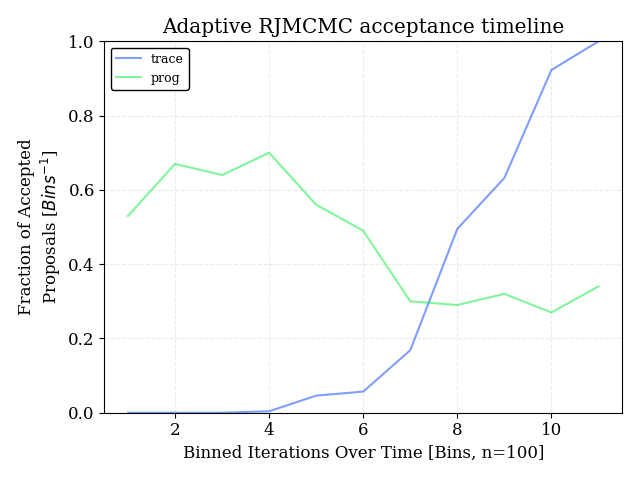 Adaptive RJMCMC acceptance timeline
trace
prog
1.0
0.8
0.6
0.4
0.2
0.0
Fraction of Accepted
Proposals [Bins⁻¹]
2
4
6
8
10
Binned Iterations Over Time [Bins, n=100]